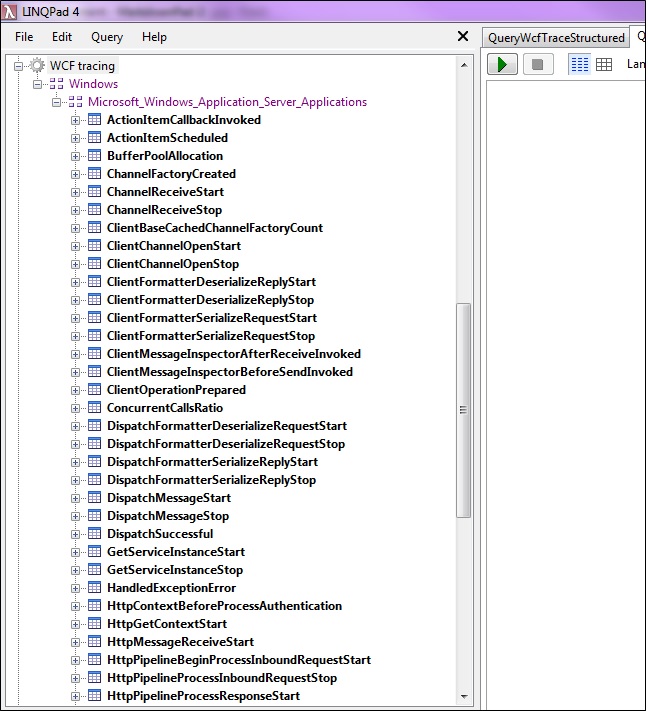 LINQPad 4
File Edit Query Help
QueryWcfTraceStructured
Lan
WCF tracing
Windows
Microsoft_Windows_Application_Server_Applications
ActionItemCallbackInvoked
ActionItemScheduled
BufferPoolAllocation
ChannelFactoryCreated
ChannelReceiveStart
ChannelReceiveStop
ClientBaseCachedChannelFactoryCount
ClientChannelOpenStart
ClientChannelOpenStop
ClientFormatterDeserializeReplyStart
ClientFormatterDeserializeReplyStop
ClientFormatterSerializeRequestStart
ClientFormatterSerializeRequestStop
ClientMessageInspectorAfterReceiveInvoked
ClientMessageInspectorBeforeSendInvoked
ClientOperationPrepared
ConcurrentCallsRatio
DispatchFormatterDeserializeRequestStart
DispatchFormatterDeserializeRequestStop
DispatchFormatterSerializeReplyStart
DispatchFormatterSerializeReplyStop
DispatchMessageStart
DispatchMessageStop
DispatchSuccessful
GetServiceInstanceStart
GetServiceInstanceStop
HandledExceptionError
HttpContextBeforeProcessAuthentication
HttpGetContextStart
HttpMessageReceiveStart
HttpPipelineBeginProcessInboundRequestStart
HttpPipelineProcessInboundRequestStop
HttpPipelineProcessResponseStart